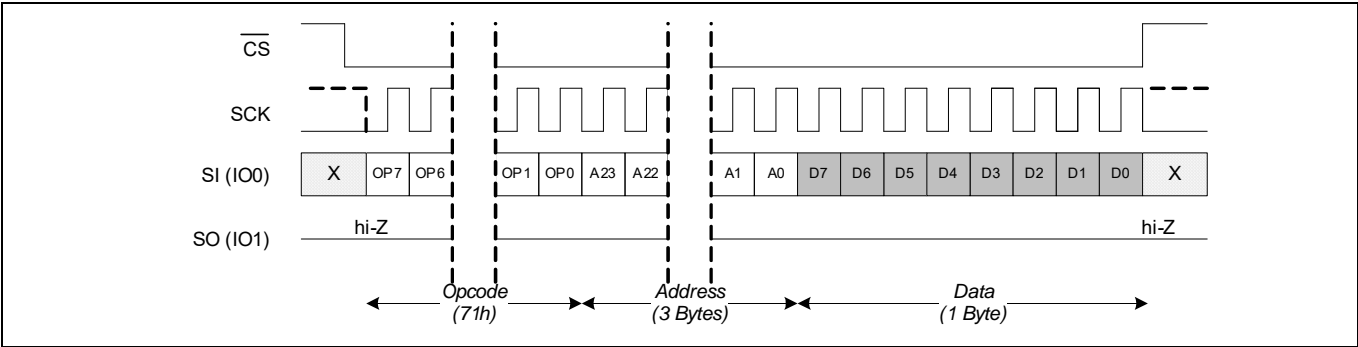 CS
SCK
SI (IO0) X OP7 OP6 OP1 OP0 A23 A22 A1 A0 D7 D6 D5 D4 D3 D2 D1 D0 X
hi-Z hi-Z
SO (IO1)
Opcode Address Data
(71h) (3 Bytes) (1 Byte)